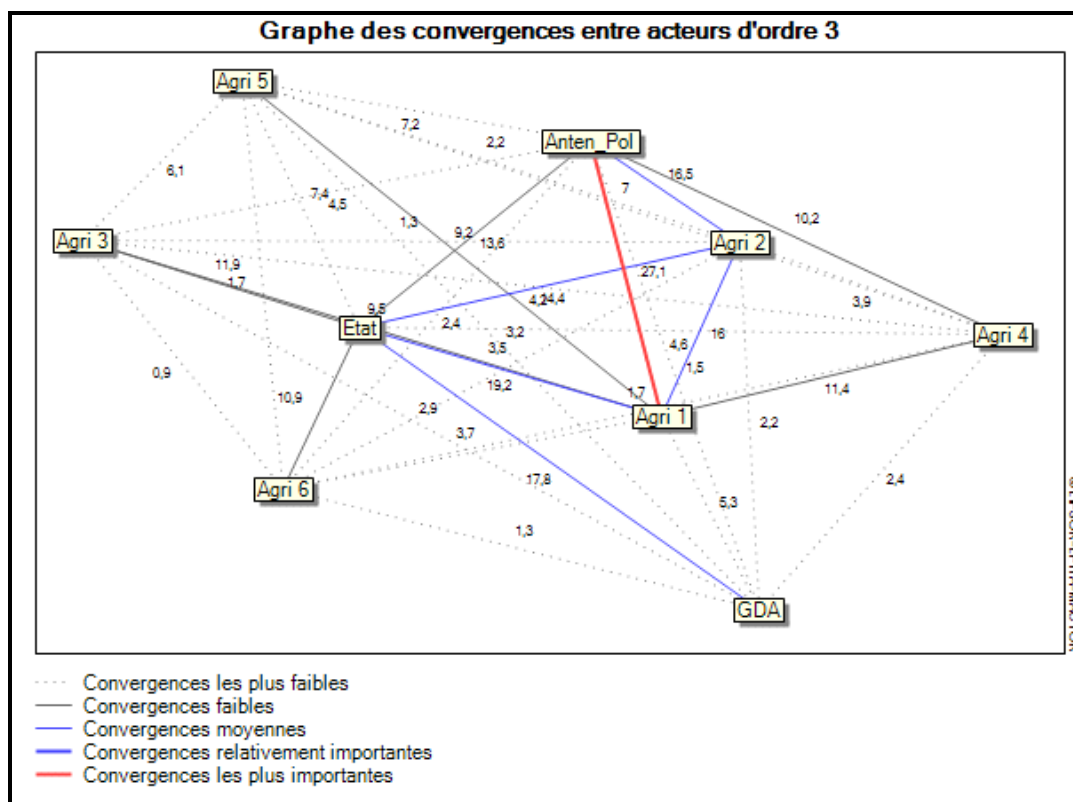 Graphe des convergences entre acteurs d'ordre 3
Agri 5
7,2
2,2
Anten_Pol
6,1
16,5
7,4
4,5
7
1,3
10,2
Agri 3
9,2
13,6
Agri 2
11,9
1,7
27,1
9,5
4,2
14,4
3,9
Etat
2,4
3,2
4,6
16
Agri 4
3,5
1,5
0,9
10,9
19,2
1,7
11,4
2,9
Agri 1
3,7
2,2
17,8
2,4
Agri 6
5,3
1,3
GDA
Convergences les plus faibles
Convergences faibles
Convergences moyennes
Convergences relativement importantes
Convergences les plus importantes